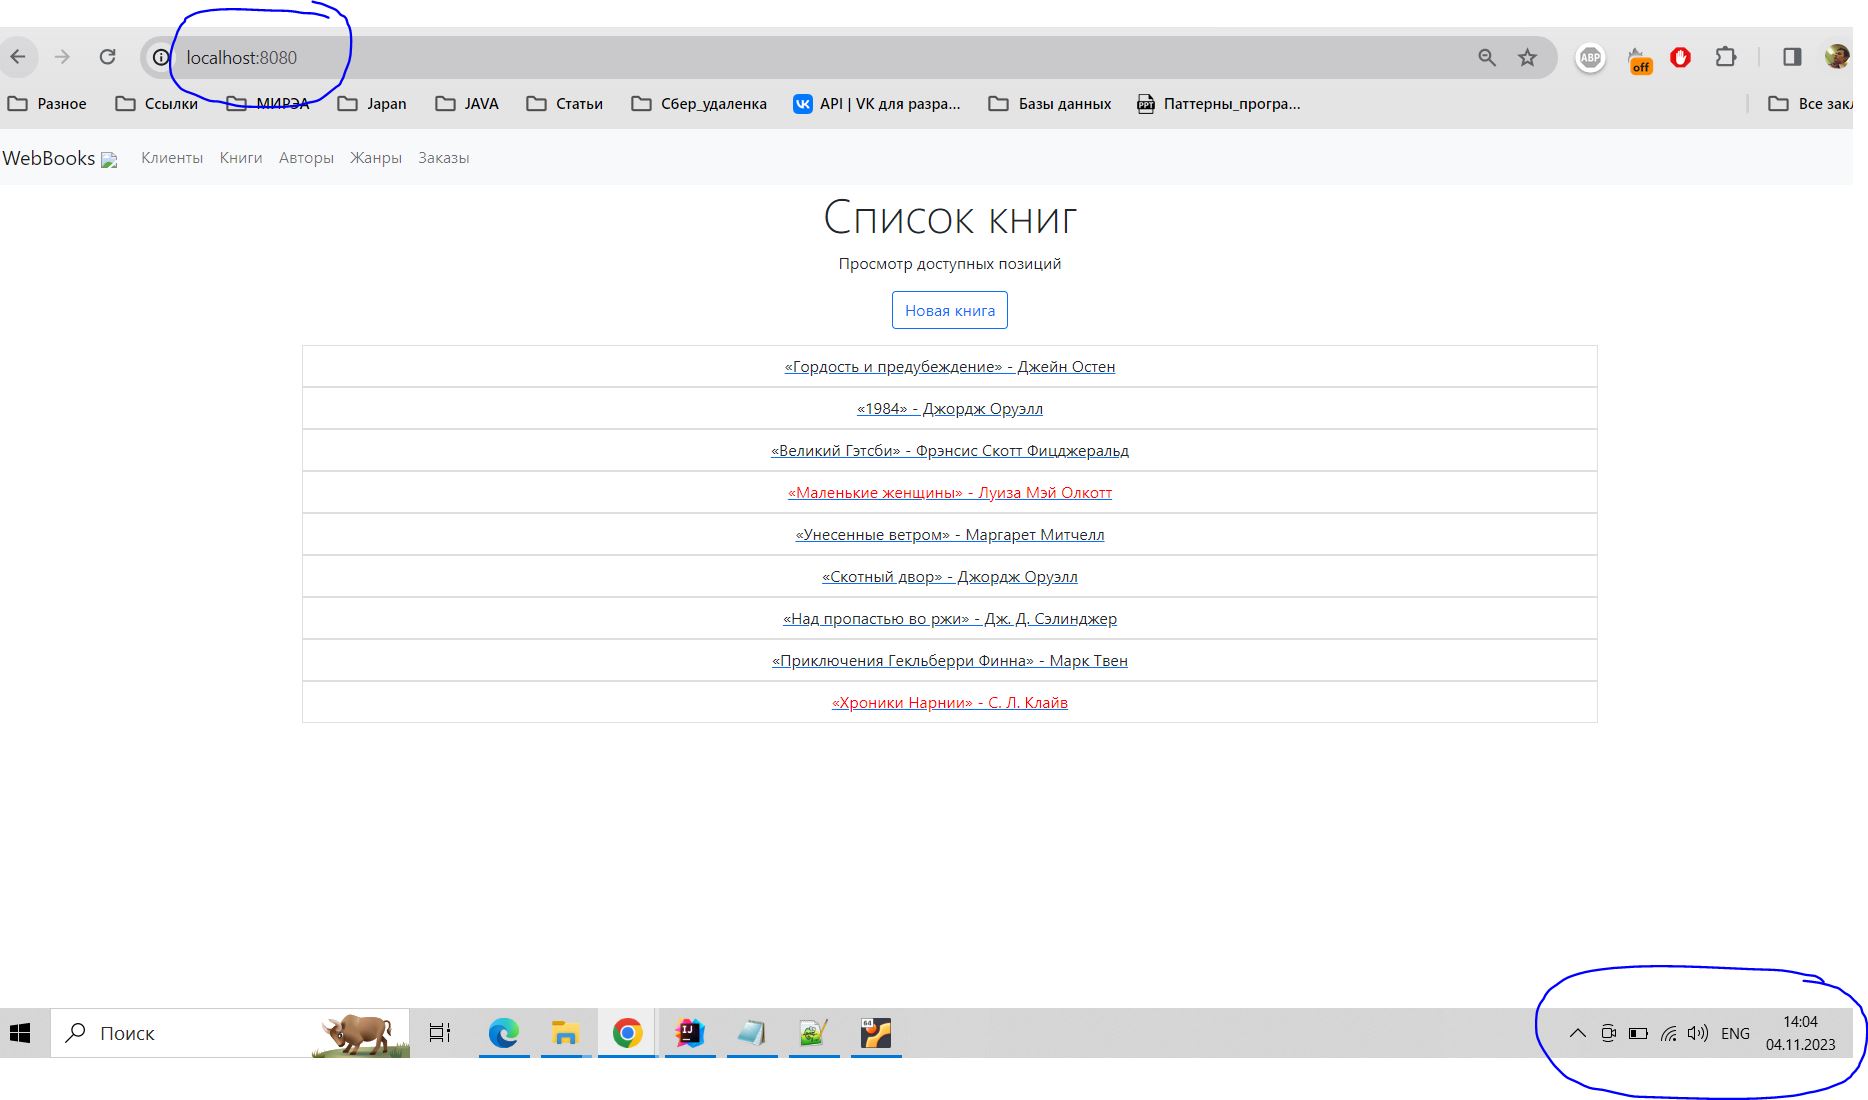 localhost:8080
ABP
off
Разное Ссылки МИРЭА Japan JAVA Статьи Сбер_удаленка API | VK для разра... Базы данных Паттерны_програ... Все закл
WebBooks Клиенты Книги Авторы Жанры Заказы
Список книг
Просмотр доступных позиций
Новая книга
«Гордость и предубеждение» - Джейн Остен
«1984» - Джордж Оруэлл
«Великий Гэтсби» - Фрэнсис Скотт Фицджеральд
«Маленькие женщины» - Луиза Мэй Олкотт
«Унесенные ветром» - Маргарет Митчелл
«Скотный двор» - Джордж Оруэлл
«Над пропастью во ржи» - Дж. Д. Сэлинджер
«Приключения Гекльберри Финна» - Марк Твен
«Хроники Нарнии» - С. Л. Клайв
Поиск
IJ
64
ENG
14:04
04.11.2023